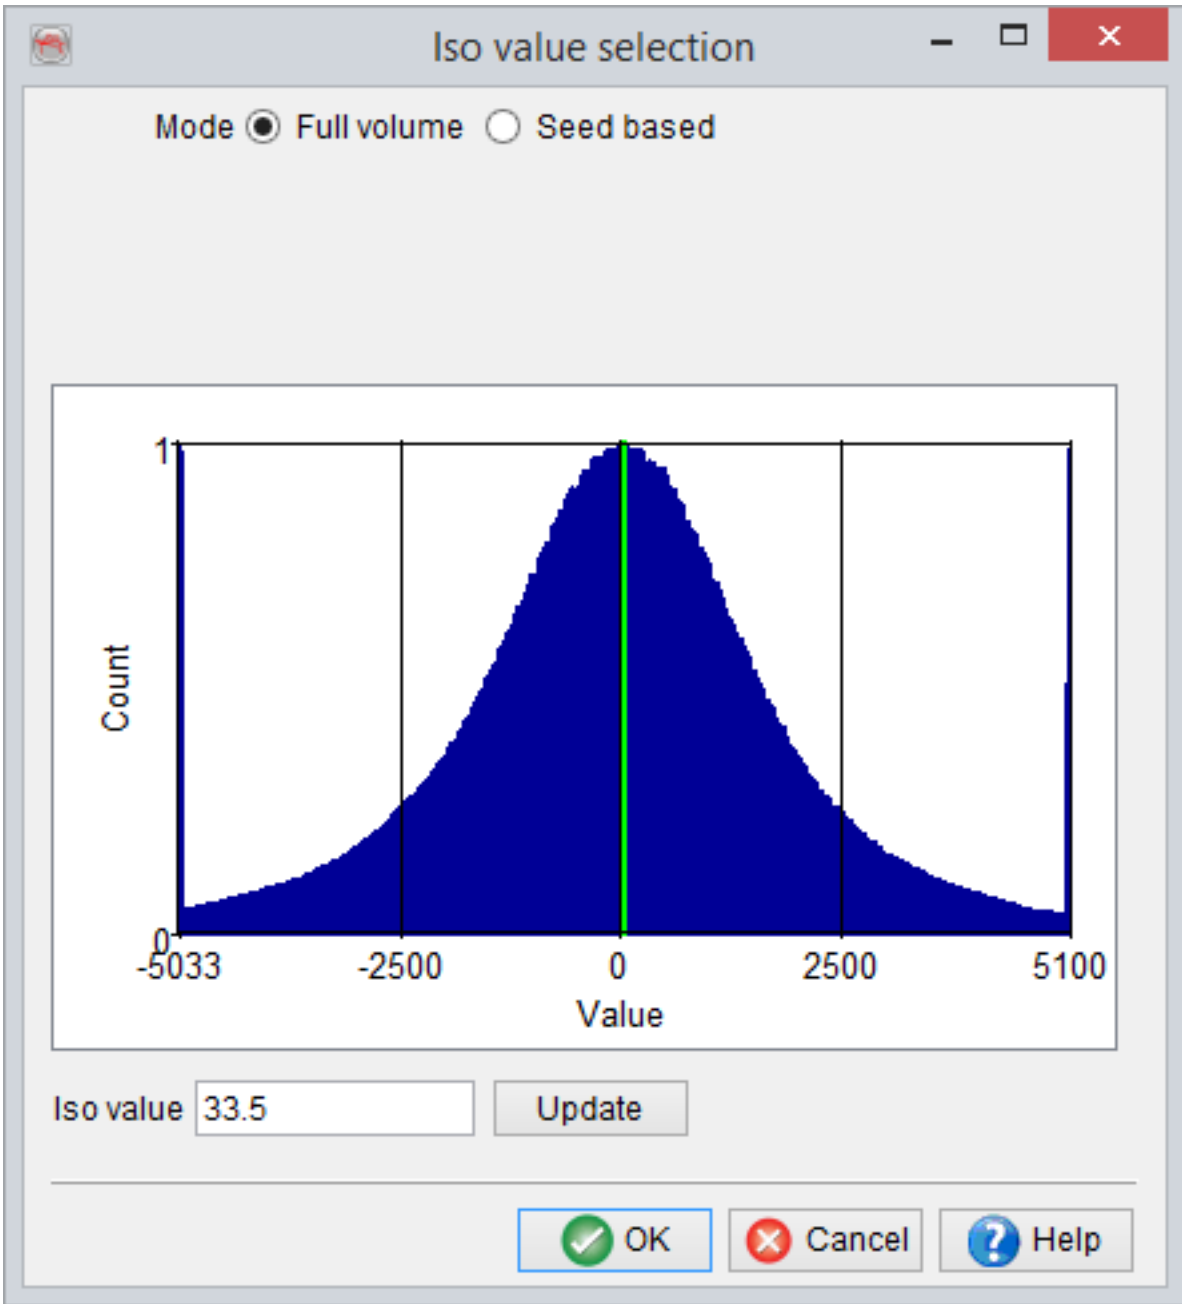 Iso value selection
Mode Full volume Seed based
1
Count
0
-5033 -2500 0 2500 5100
Value
Iso value 33.5 Update
OK Cancel Help